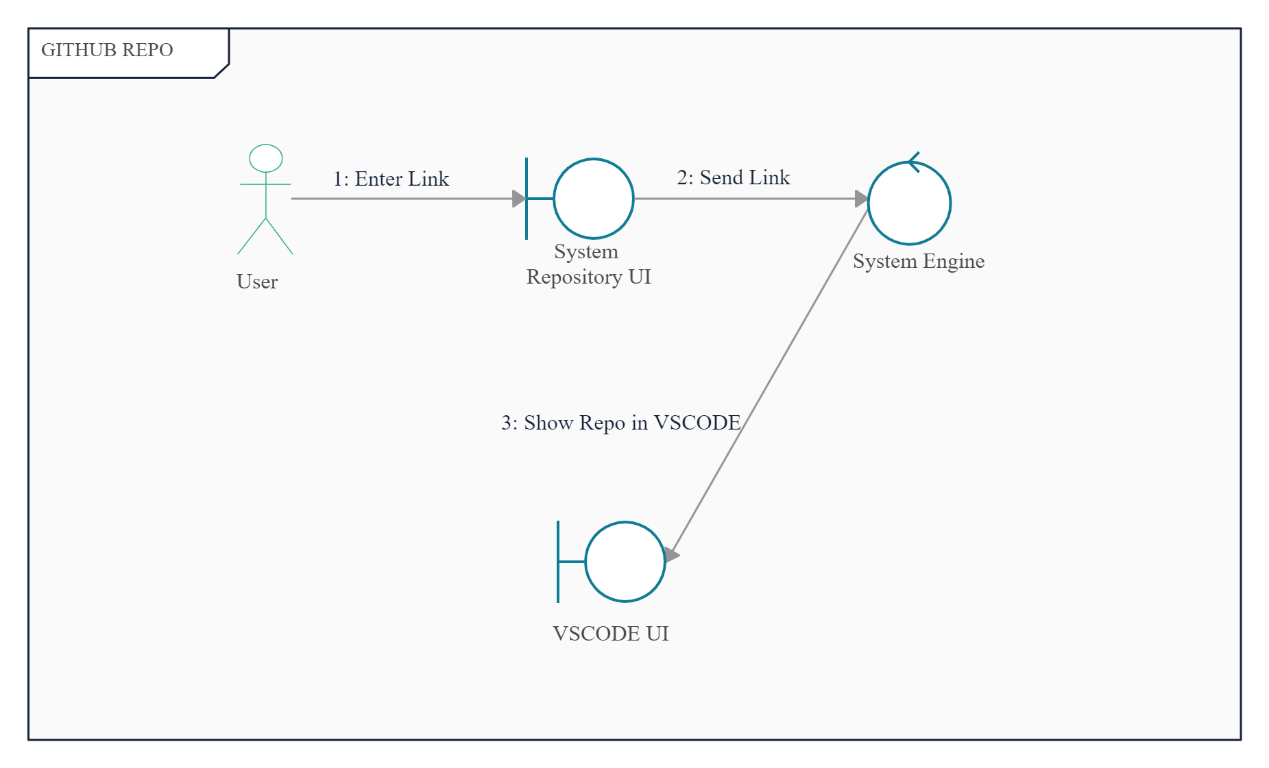 GITHUB REPO
1: Enter Link
2: Send Link
System
Repository UI
System Engine
User
3: Show Repo in VSCODE
VSCODE UI